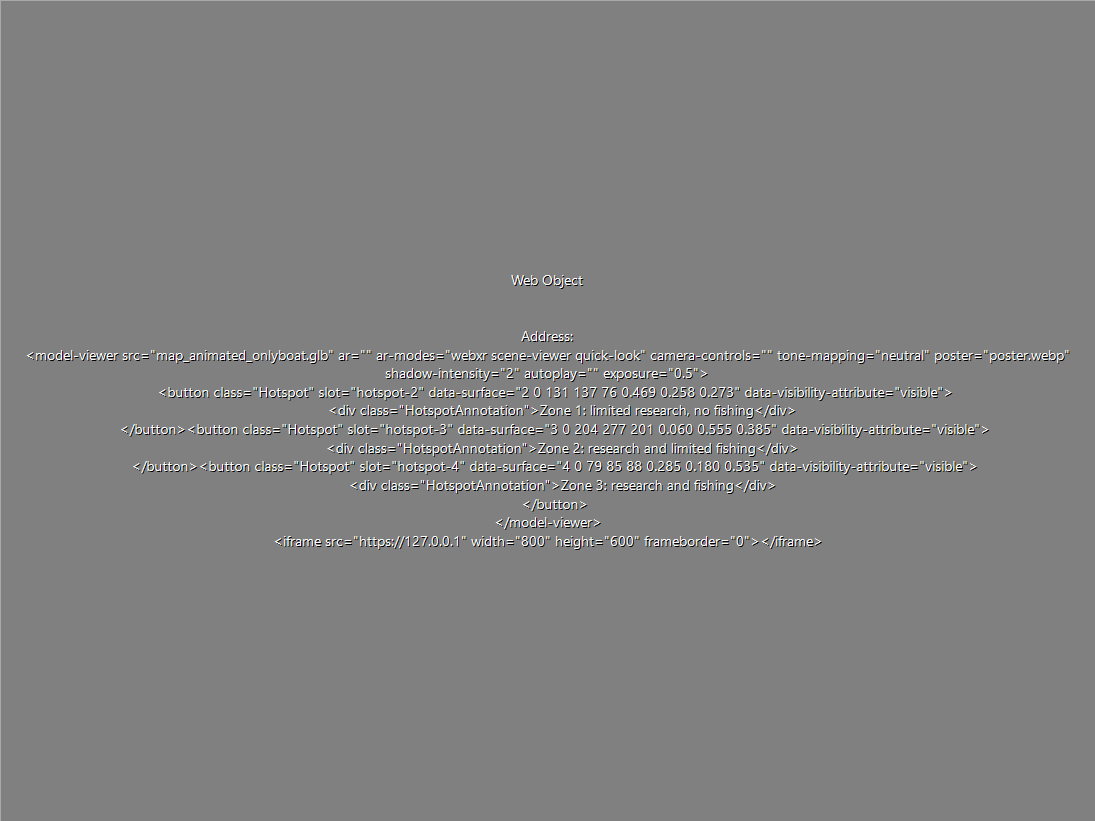 Web Object
Address:
<model-viewer src="map_animated_onlyboat.glb" ar="" ar-modes="webxr scene-viewer quick-look" camera-controls="" tone-mapping="neutral" poster="poster.webp"
shadow-intensity="2" autoplay="" exposure="0.5">
<button class="Hotspot" slot="hotspot-2" data-surface="2 0 131 137 76 0.469 0.258 0.273" data-visibility-attribute="visible">
<div class="HotspotAnnotation">Zone 1: limited research, no fishing</div>
</button><button class="Hotspot" slot="hotspot-3" data-surface="3 0 204 277 201 0.060 0.555 0.385" data-visibility-attribute="visible">
<div class="HotspotAnnotation">Zone 2: research and limited fishing</div>
</button><button class="Hotspot" slot="hotspot-4" data-surface="4 0 79 85 88 0.285 0.180 0.535" data-visibility-attribute="visible">
<div class="HotspotAnnotation">Zone 3: research and fishing</div>
</button>
</model-viewer>
<iframe src="https://127.0.0.1" width="800" height="600" frameborder="0"></iframe>